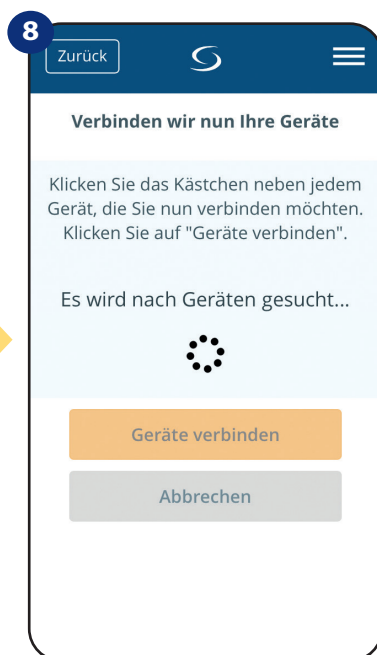 8
Zurück
Verbinden wir nun Ihre Geräte
Klicken Sie das Kästchen neben jedem
Gerät, die Sie nun verbinden möchten.
Klicken Sie auf "Geräte verbinden".
Es wird nach Geräten gesucht...
Geräte verbinden
Abbrechen